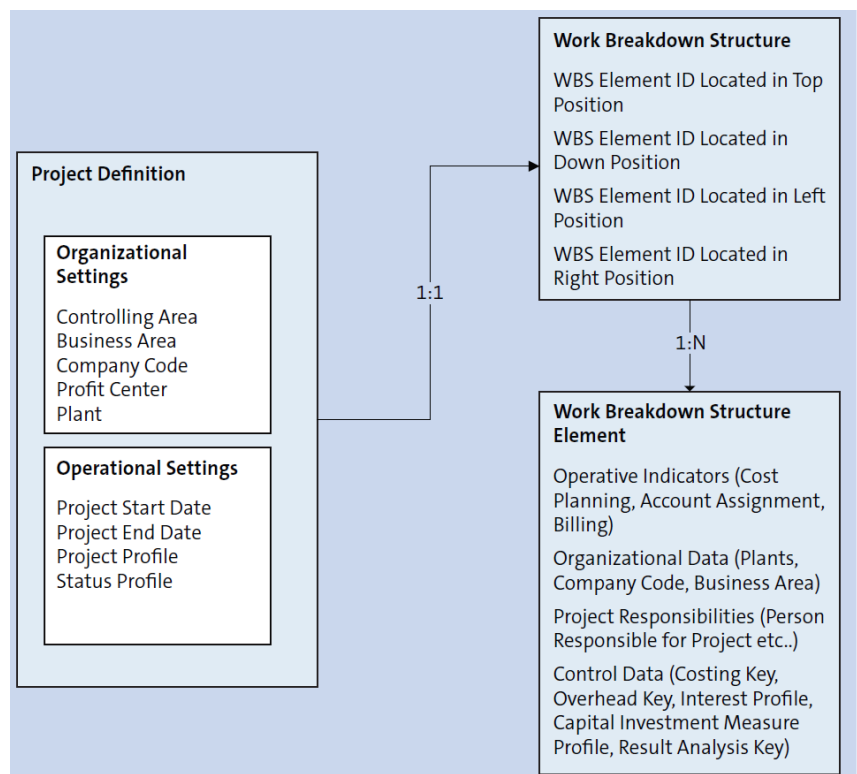 Project Definition
Organizational
Settings
Controlling Area
Business Area
Company Code
Profit Center
Plant
Operational Settings
Project Start Date
Project End Date
Project Profile
Status Profile
1:1
Work Breakdown Structure
WBS Element ID Located in Top
Position
WBS Element ID Located in
Down Position
WBS Element ID Located in Left
Position
WBS Element ID Located in
Right Position
1:N
Work Breakdown Structure
Element
Operative Indicators (Cost
Planning, Account Assignment,
Billing)
Organizational Data (Plants,
Company Code, Business Area)
Project Responsibilities (Person
Responsible for Project etc..)
Control Data (Costing Key,
Overhead Key, Interest Profile,
Capital Investment Measure
Profile, Result Analysis Key)